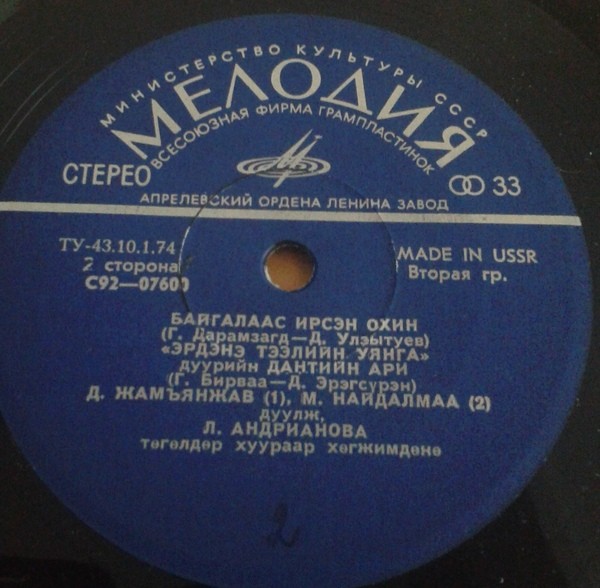 МИНИСТЕРСТВО КУЛЬТУРЫ СССР
МЕЛОДИЯ
ВСЕСОЮЗНАЯ ФИРМА ГРАМПЛАСТИНОК
СТЕРЕО
33
АПРЕЛЕВСКИЙ ОРДЕНА ЛЕНИНА ЗАВОД
ТУ-43.10.1.74
2 сторона
С92—07600
MADE IN USSR
Вторая гр.
БАЙГАЛААС ИРСЭН ОХИН
(Г. Дарамзагд—Д. Улзытуев)
«ЭРДЭНЭ ТЭЭЛИЙН УЯНГА»
дуурийн ДАНТИЙН АРИ
(Г. Бирваа—Д. Эрэгсүрэн)
Д. ЖАМЪЯНЖАВ (1), М. НАЙДАЛМАА (2)
дуулж,
Л. АНДРИАНОВА
төгөлдөр хуураар хөгжимдөнө
2